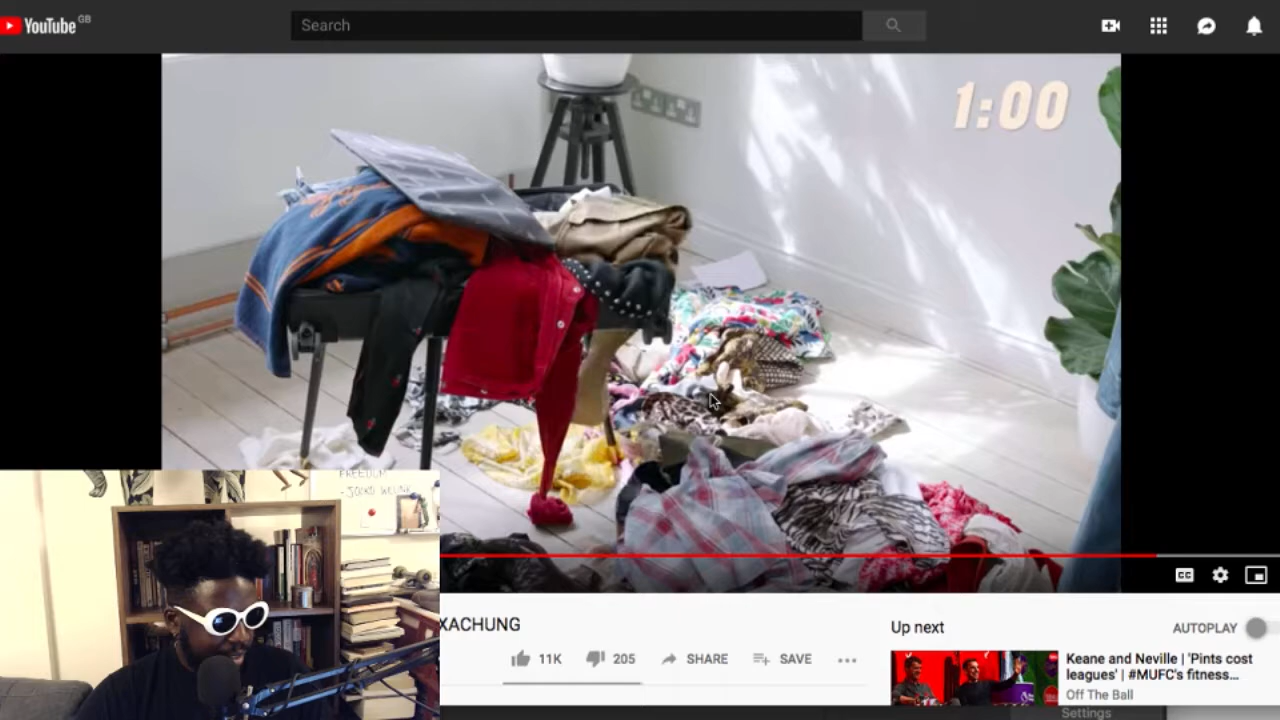 YouTube GB
Search
1:00
FREEDOM
CC
XACHUNG
11K
205
SHARE
SAVE
Up next
AUTOPLAY
Keane and Neville | 'Pints cost
leagues' | #MUFC's fitness...
Off The Ball
Settings